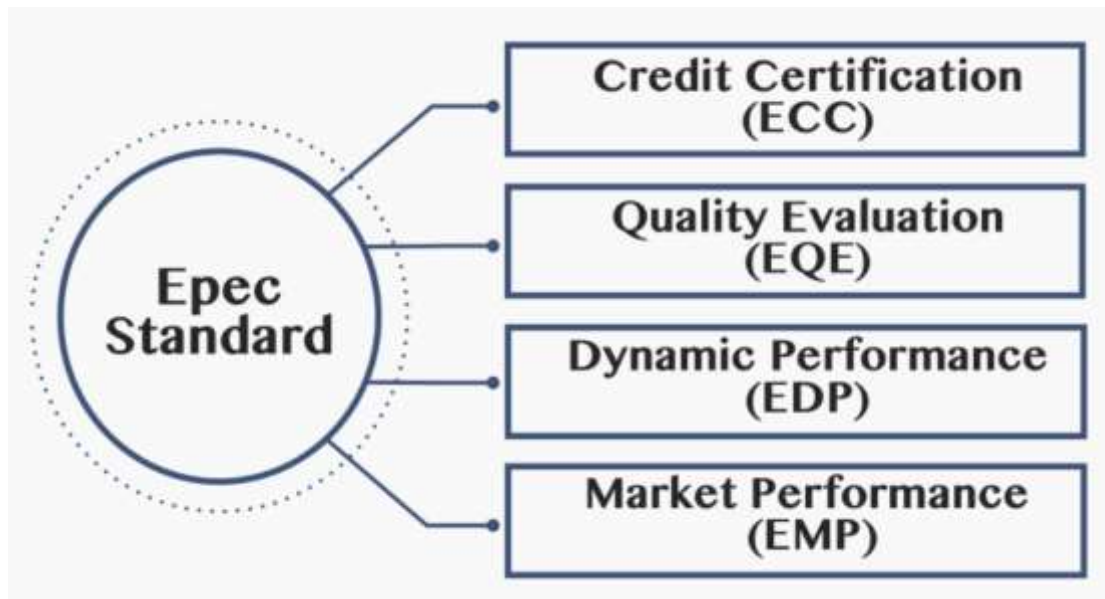 Epec
Standard
Credit Certification
(ECC)
Quality Evaluation
(EQE)
Dynamic Performance
(EDP)
Market Performance
(EMP)